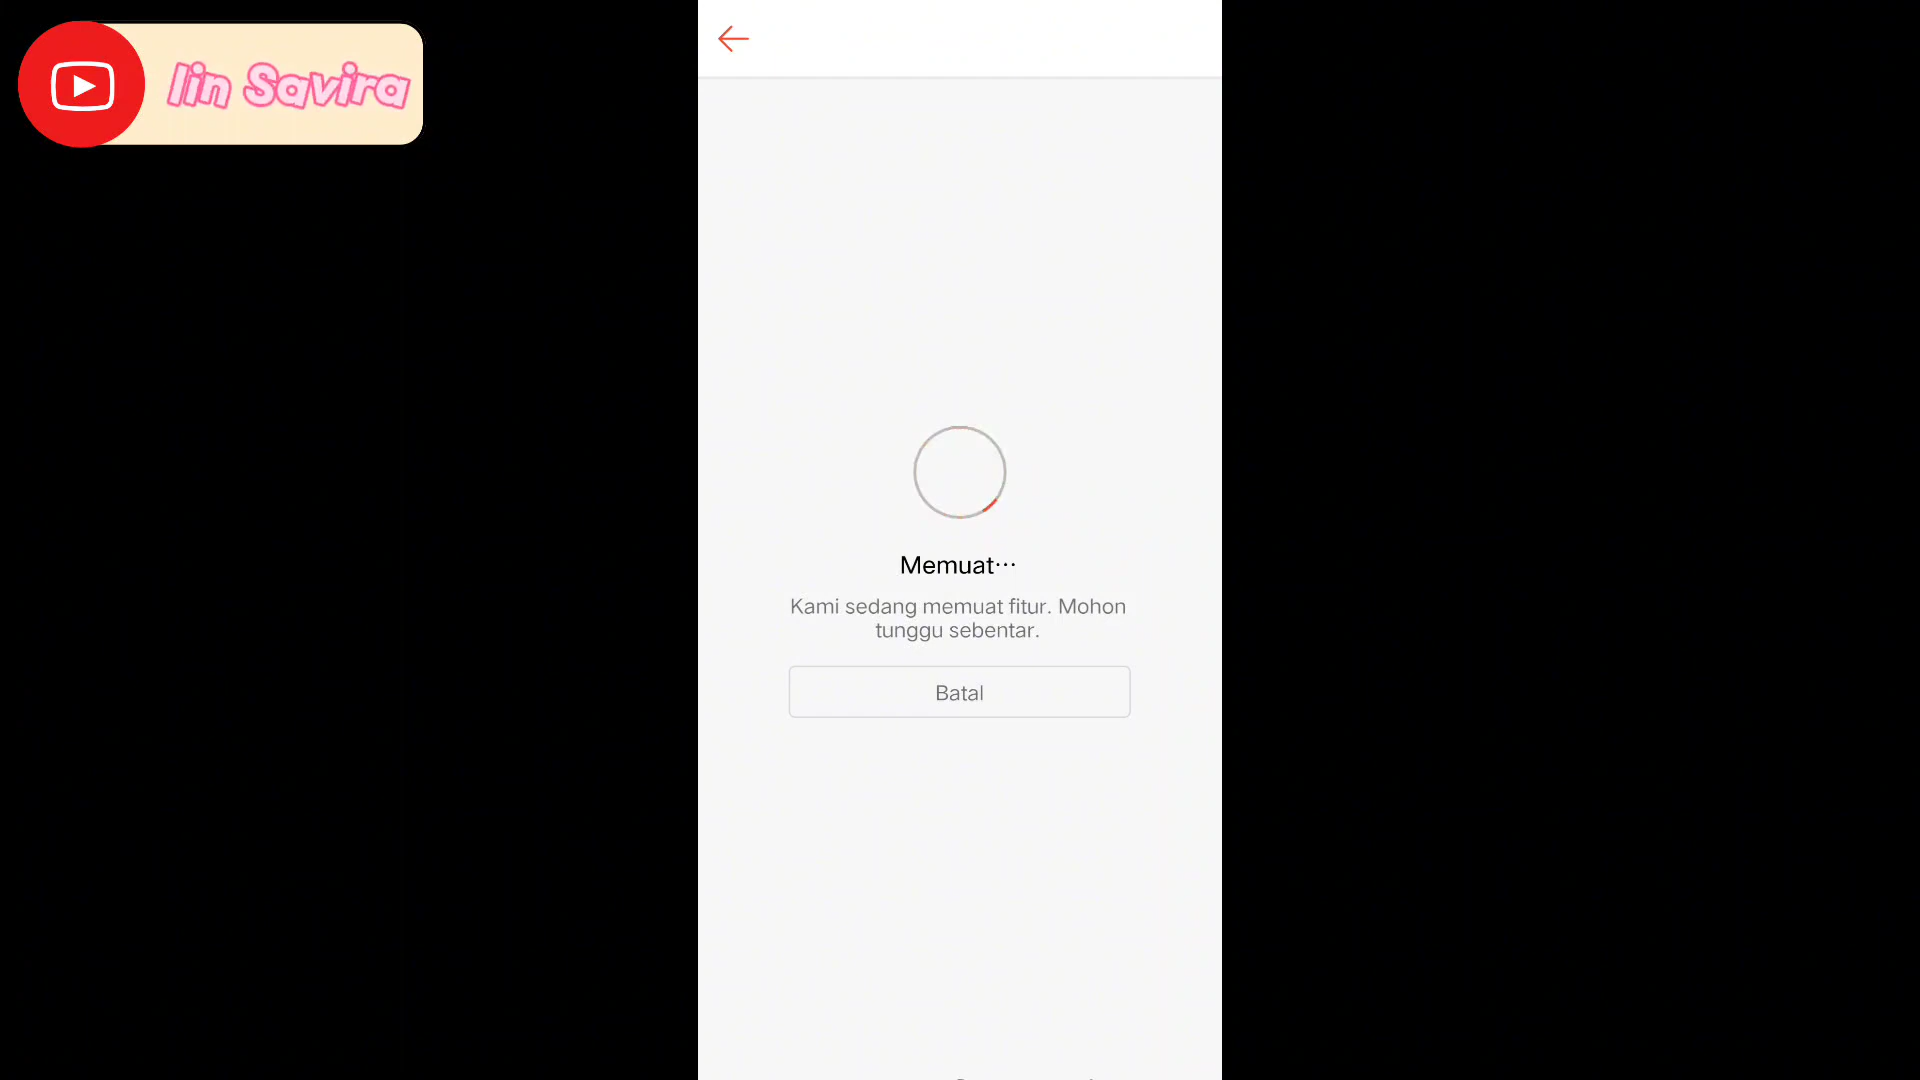 Iin Savira
Memuat...
Kami sedang memuat fitur. Mohon
tunggu sebentar.
Batal